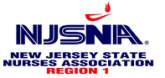 NJSNA
NEW JERSEY STATE
NURSES ASSOCIATION
REGION 1